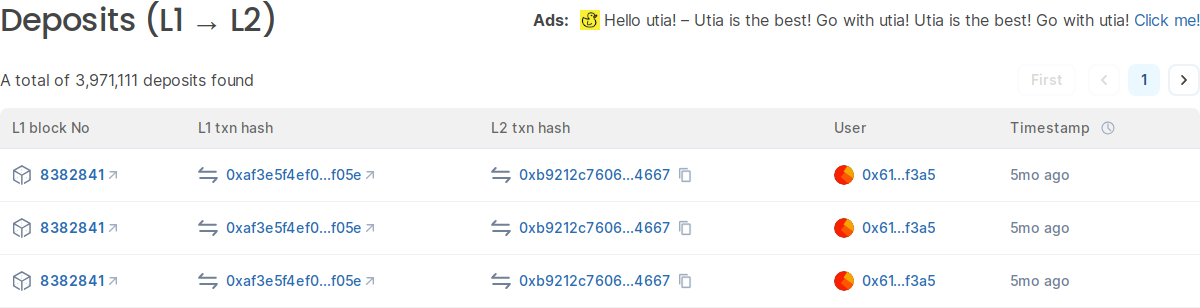 Deposits (L1 → L2)
Ads: Hello utia! – Utia is the best! Go with utia! Utia is the best! Go with utia! Click me!
A total of 3,971,111 deposits found
First 1
L1 block No L1 txn hash L2 txn hash User Timestamp
8382841 0xaf3e5f4ef0...f05e 0xb9212c7606...4667 0x61...f3a5 5mo ago
8382841 0xaf3e5f4ef0...f05e 0xb9212c7606...4667 0x61...f3a5 5mo ago
8382841 0xaf3e5f4ef0...f05e 0xb9212c7606...4667 0x61...f3a5 5mo ago